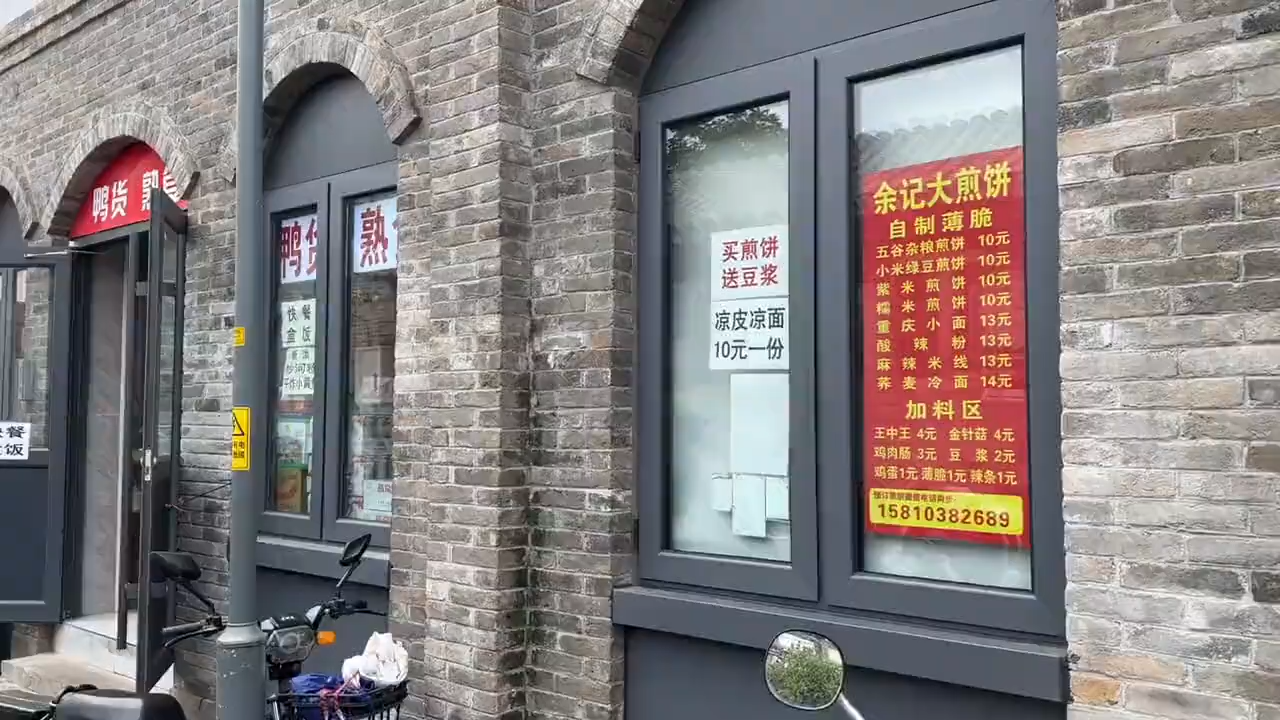 鸭货 熟食
鸭货
熟
快餐
盒饭
快餐
盒饭
买煎饼
送豆浆
凉皮凉面
10元一份
余记大煎饼
自制薄脆
五谷杂粮煎饼 10元
小米绿豆煎饼 10元
紫米煎饼 10元
糯米煎饼 10元
重庆小面 13元
酸辣粉 13元
麻辣米线 13元
荞麦冷面 14元
加料区
王中王 4元 金针菇 4元
鸡肉肠 3元 豆浆 2元
鸡蛋1元 薄脆1元 辣条1元
15810382689